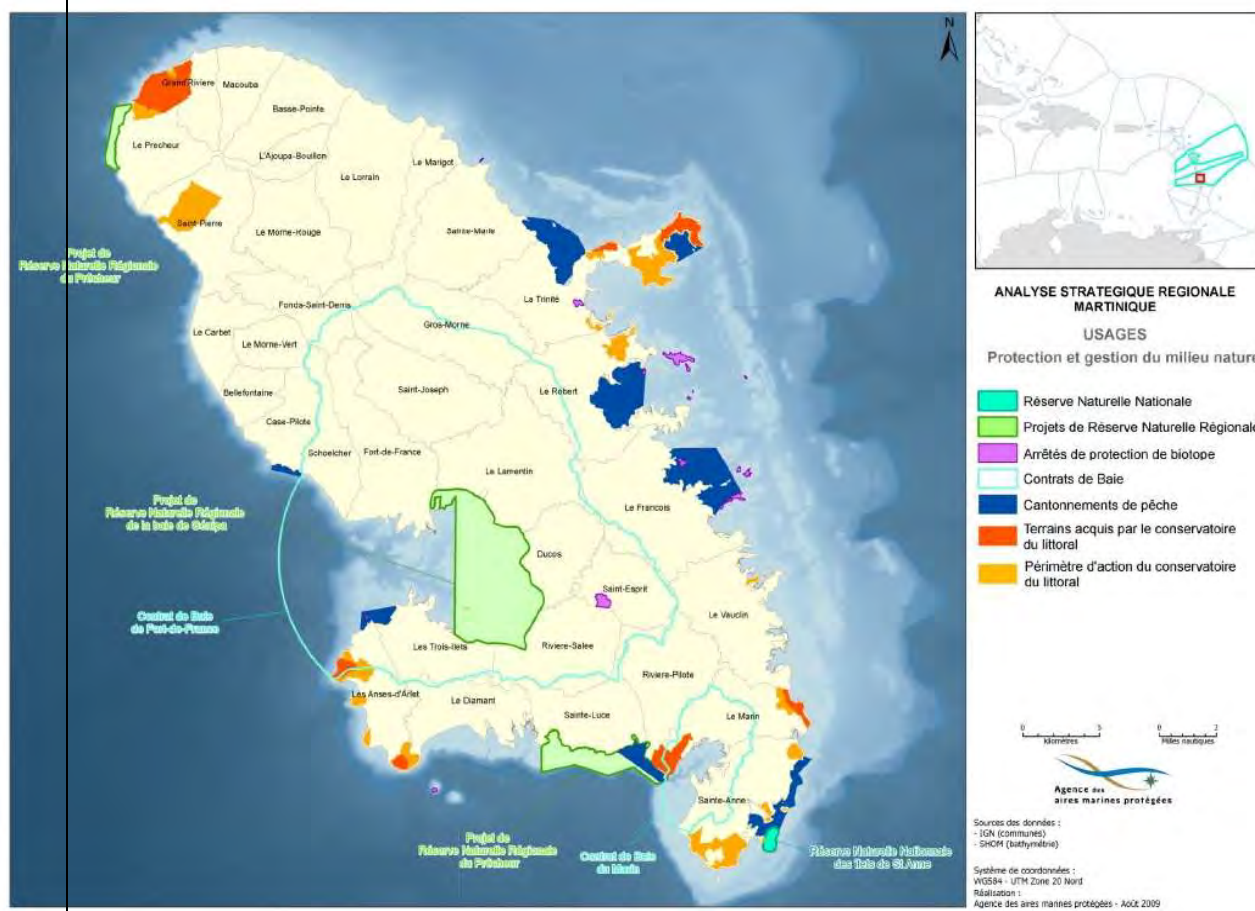 N
Grand'Rivière
Macouba
Basse-Pointe
Le Precheur
L'Ajoupa-Bouillon
Le Marigot
Le Lorrain
Saint-Pierre
Le Morne-Rouge
Sainte-Marie
Projet de
Réserve Naturelle Régionale
du Prêcheur
La Trinité
Fonds-Saint-Denis
Gros-Morne
Le Carbet
Le Morne-Vert
Saint-Joseph
Le Robert
Bellefontaine
Case-Pilote
Schoelcher
Fort-de-France
Le Lamentin
Projet de
Réserve Naturelle Régionale
de la baie de Génipa
Le Francois
Ducos
Saint-Esprit
Contrat de Baie
de Fort-de-France
Le Vauclin
Les Trois-Ilets
Riviere-Salee
Riviere-Pilote
Les Anses-d'Arlet
Le Diamant
Sainte-Luce
Le Marin
Sainte-Anne
Projet de
Réserve Naturelle Régionale
du Prêcheur
Contrat de Baie
du Marin
Réserve Naturelle Nationale
des îlets de St Anne
ANALYSE STRATEGIQUE REGIONALE
MARTINIQUE
USAGES
Protection et gestion du milieu nature
Réserve Naturelle Nationale
Projets de Réserve Naturelle Régionale
Arrêtés de protection de biotope
Contrats de Baie
Cantonnements de pêche
Terrains acquis par le conservatoire
du littoral
Périmètre d'action du conservatoire
du littoral
0 5 0 2
kilomètres Milles nautiques
Agence des
aires marines protégées
Sources des données :
- IGN (communes)
- SHOM (bathymétrie)
Système de coordonnées :
WGS84 - UTM Zone 20 Nord
Réalisation :
Agence des aires marines protégées - Août 2009